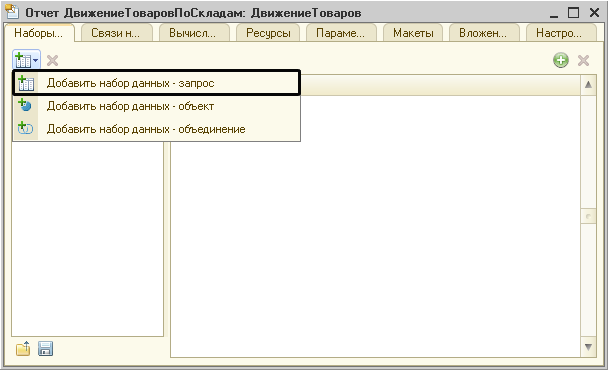 Отчет ДвижениеТоваровПоСкладам: ДвижениеТоваров
Наборы... Связи н... Вычисл... Ресурсы Параме... Макеты Вложен... Настро...
Добавить набор данных - запрос
Добавить набор данных - объект
Добавить набор данных - объединение